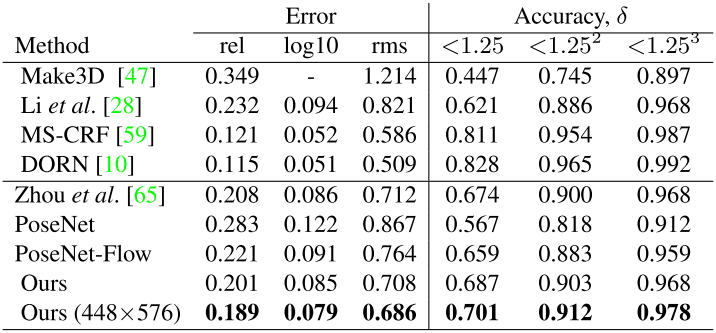 Error Accuracy, δ
Method rel log10 rms <1.25 <1.25² <1.25³
Make3D [47] 0.349 - 1.214 0.447 0.745 0.897
Li et al. [28] 0.232 0.094 0.821 0.621 0.886 0.968
MS-CRF [59] 0.121 0.052 0.586 0.811 0.954 0.987
DORN [10] 0.115 0.051 0.509 0.828 0.965 0.992
Zhou et al. [65] 0.208 0.086 0.712 0.674 0.900 0.968
PoseNet 0.283 0.122 0.867 0.567 0.818 0.912
PoseNet-Flow 0.221 0.091 0.764 0.659 0.883 0.959
Ours 0.201 0.085 0.708 0.687 0.903 0.968
Ours (448×576) 0.189 0.079 0.686 0.701 0.912 0.978